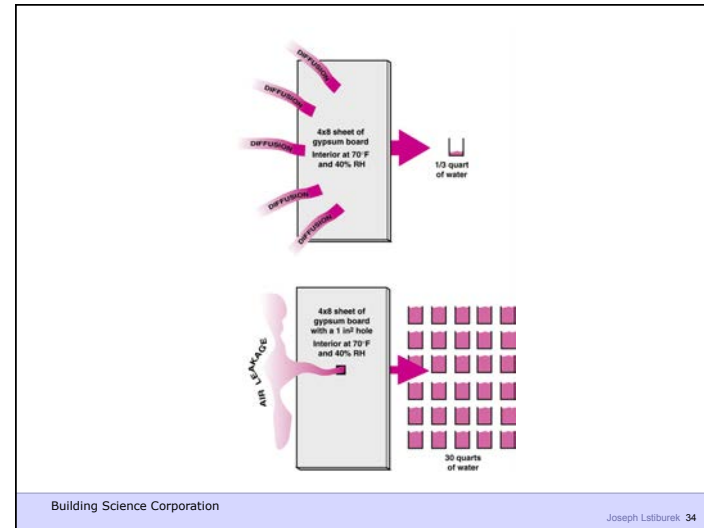 DIFFUSION
DIFFUSION
DIFFUSION
DIFFUSION
DIFFUSION
4x8 sheet of
gypsum board
Interior at 70°F
and 40% RH
1/3 quart
of water
AIR LEAKAGE
4x8 sheet of
gypsum board
with a 1 in² hole
Interior at 70°F
and 40% RH
30 quarts
of water
Building Science Corporation
Joseph Lstiburek 34